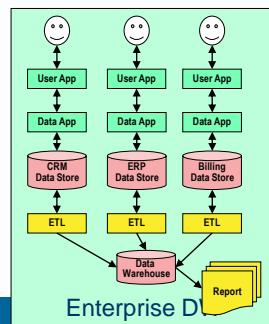 User App User App User App
Data App Data App Data App
CRM ERP Billing
Data Store Data Store Data Store
ETL ETL ETL
Data
Warehouse
Report
Enterprise